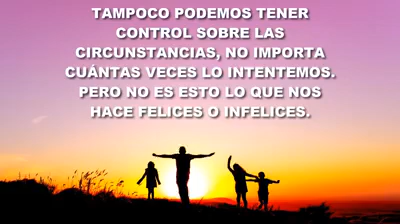 TAMPOCO PODEMOS TENER
CONTROL SOBRE LAS
CIRCUNSTANCIAS, NO IMPORTA
CUÁNTAS VECES LO INTENTEMOS.
PERO NO ES ESTO LO QUE NOS
HACE FELICES O INFELICES.